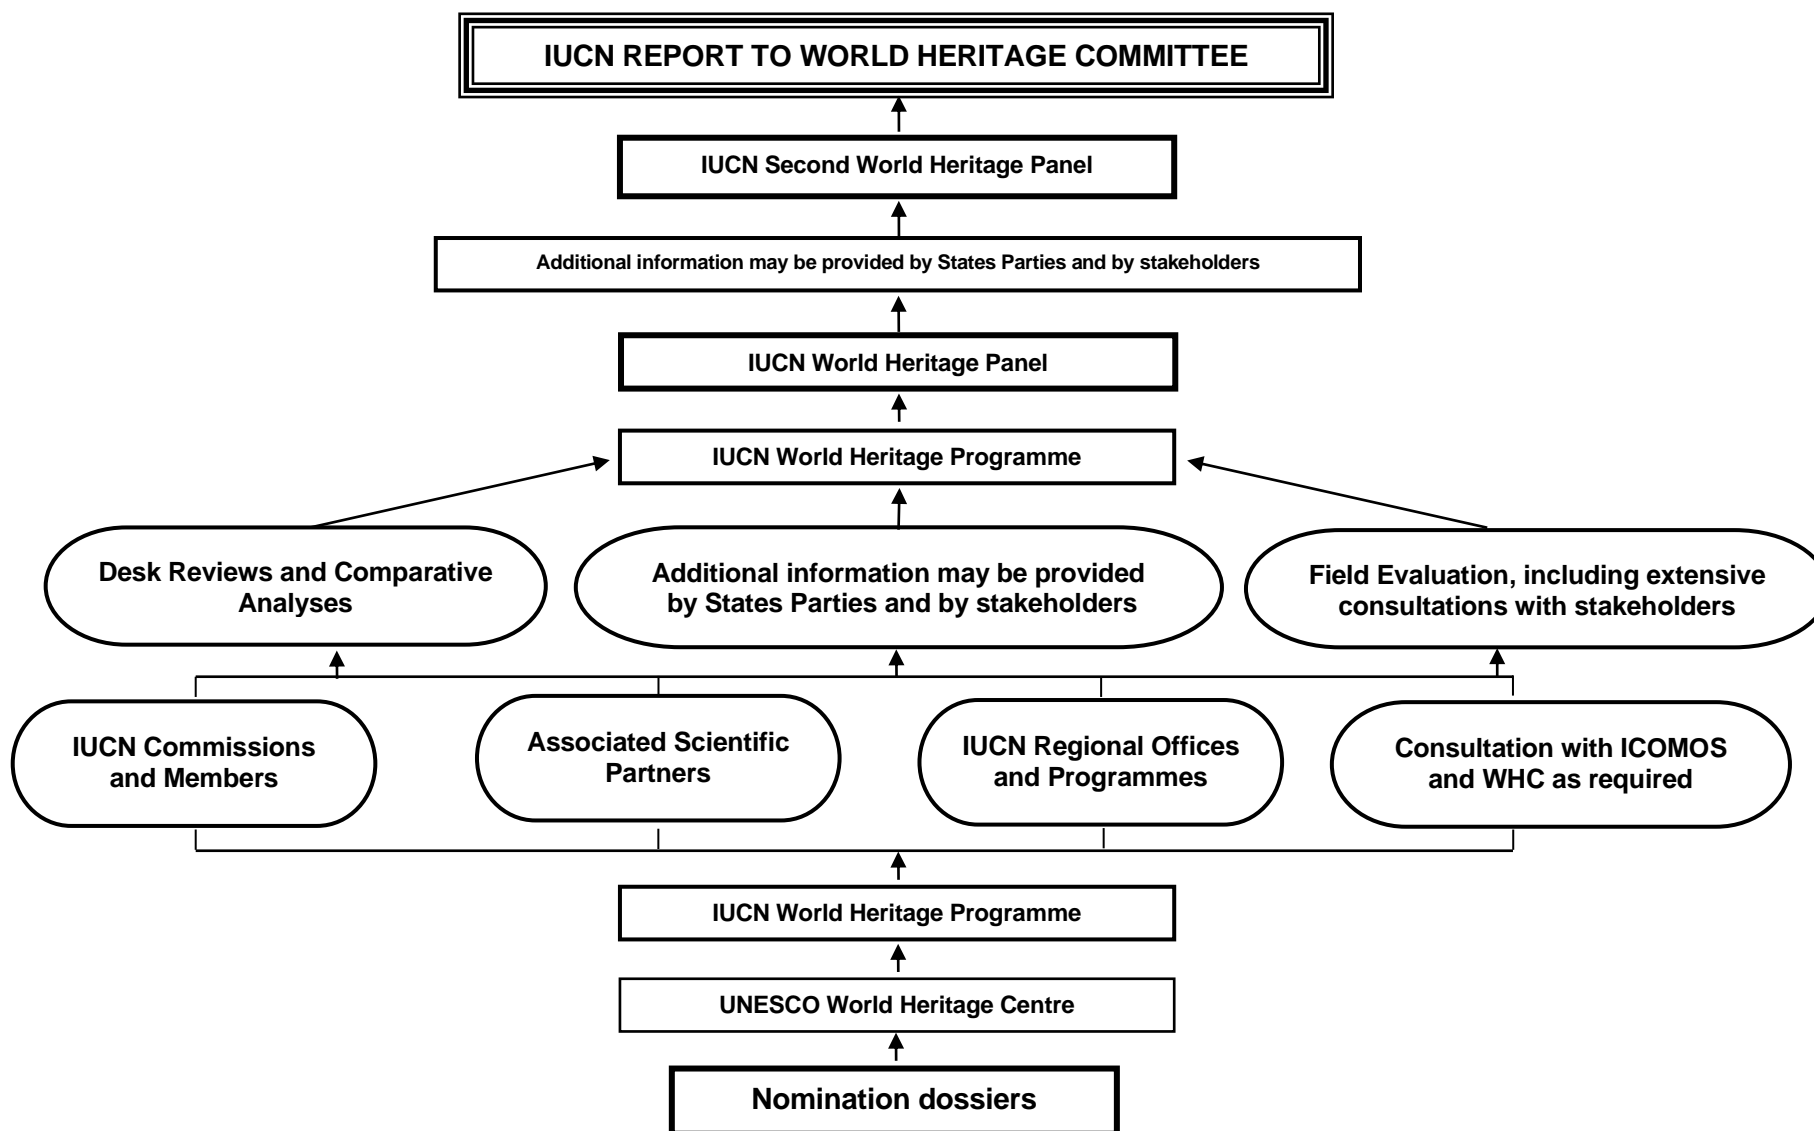 IUCN REPORT TO WORLD HERITAGE COMMITTEE
IUCN Second World Heritage Panel
Additional information may be provided by States Parties and by stakeholders
IUCN World Heritage Panel
IUCN World Heritage Programme
Desk Reviews and Comparative
Analyses
Additional information may be provided
by States Parties and by stakeholders
Field Evaluation, including extensive
consultations with stakeholders
IUCN Commissions
and Members
Associated Scientific
Partners
IUCN Regional Offices
and Programmes
Consultation with ICOMOS
and WHC as required
IUCN World Heritage Programme
UNESCO World Heritage Centre
Nomination dossiers